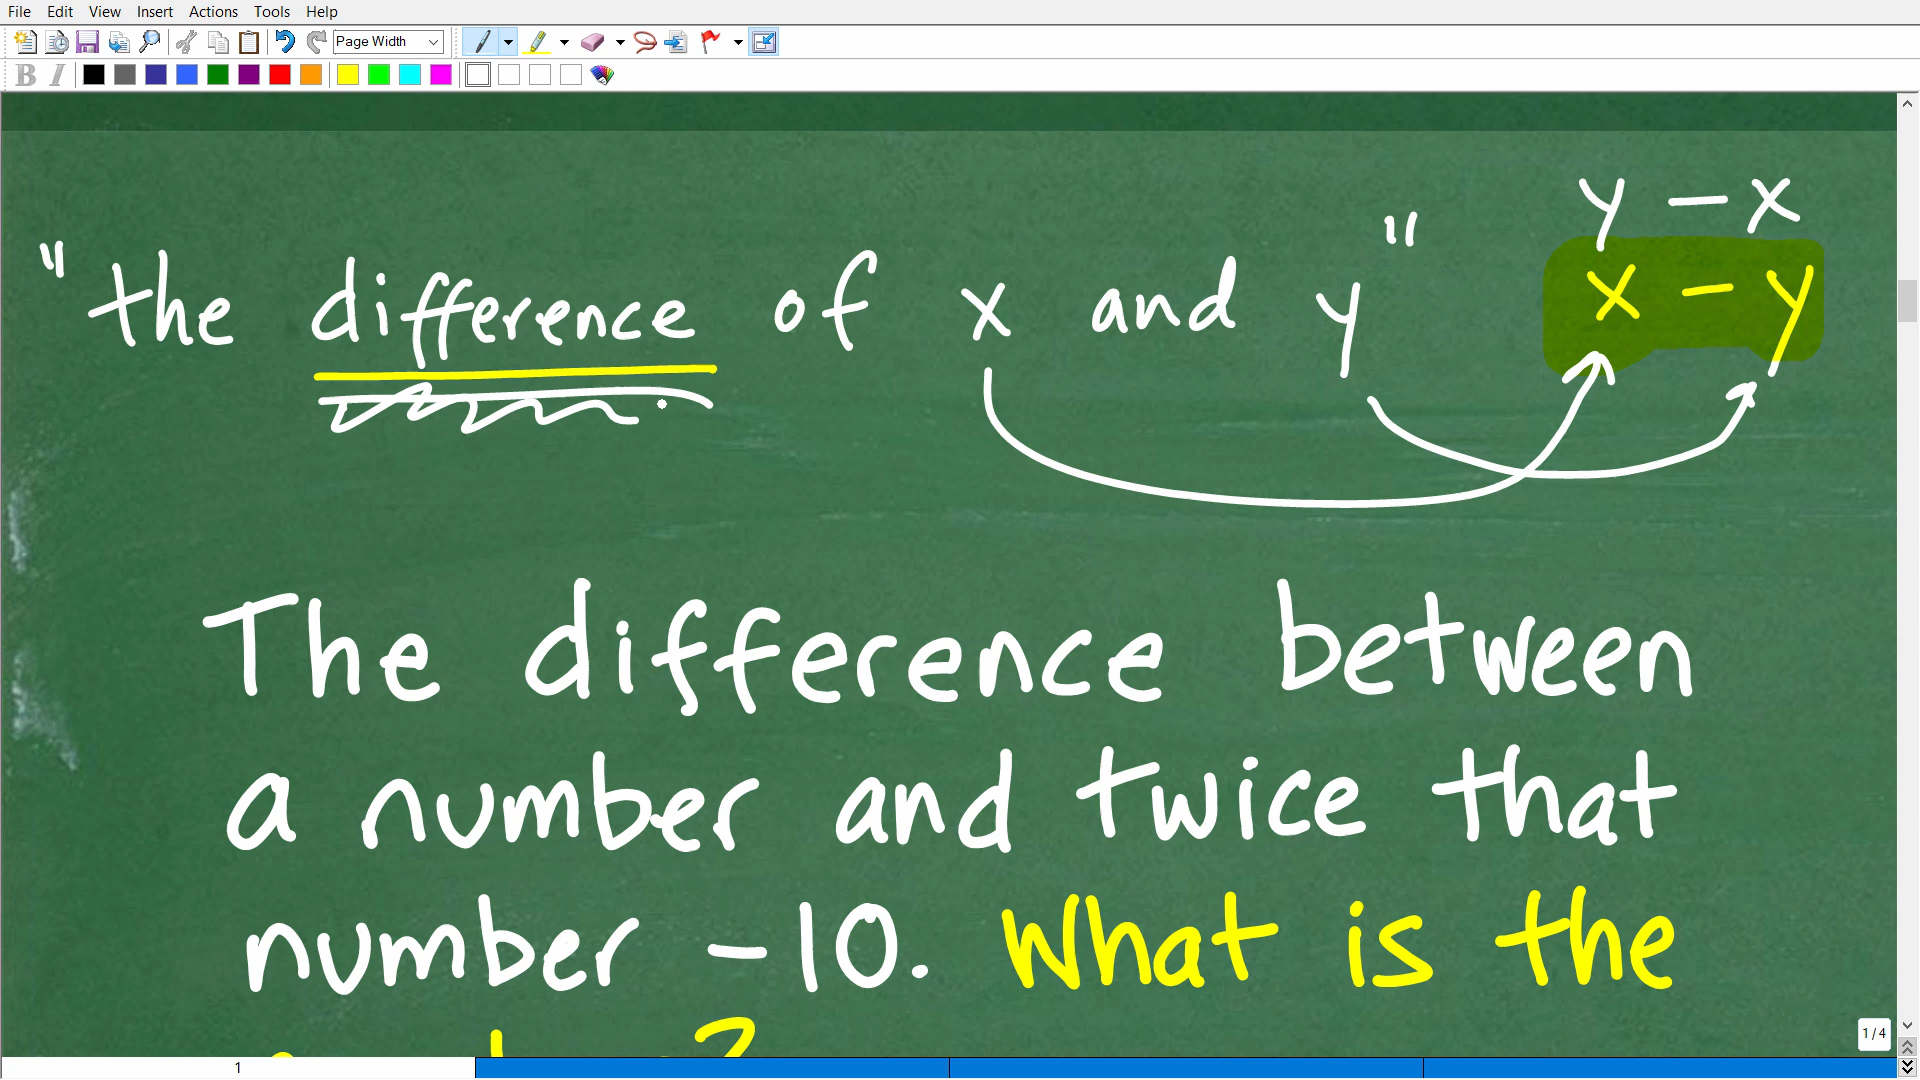 File Edit View Insert Actions Tools Help
Page Width
B I
y - x
"the difference of x and y" x - y
The difference between
a number and twice that
number -10. What is the
1/4
1